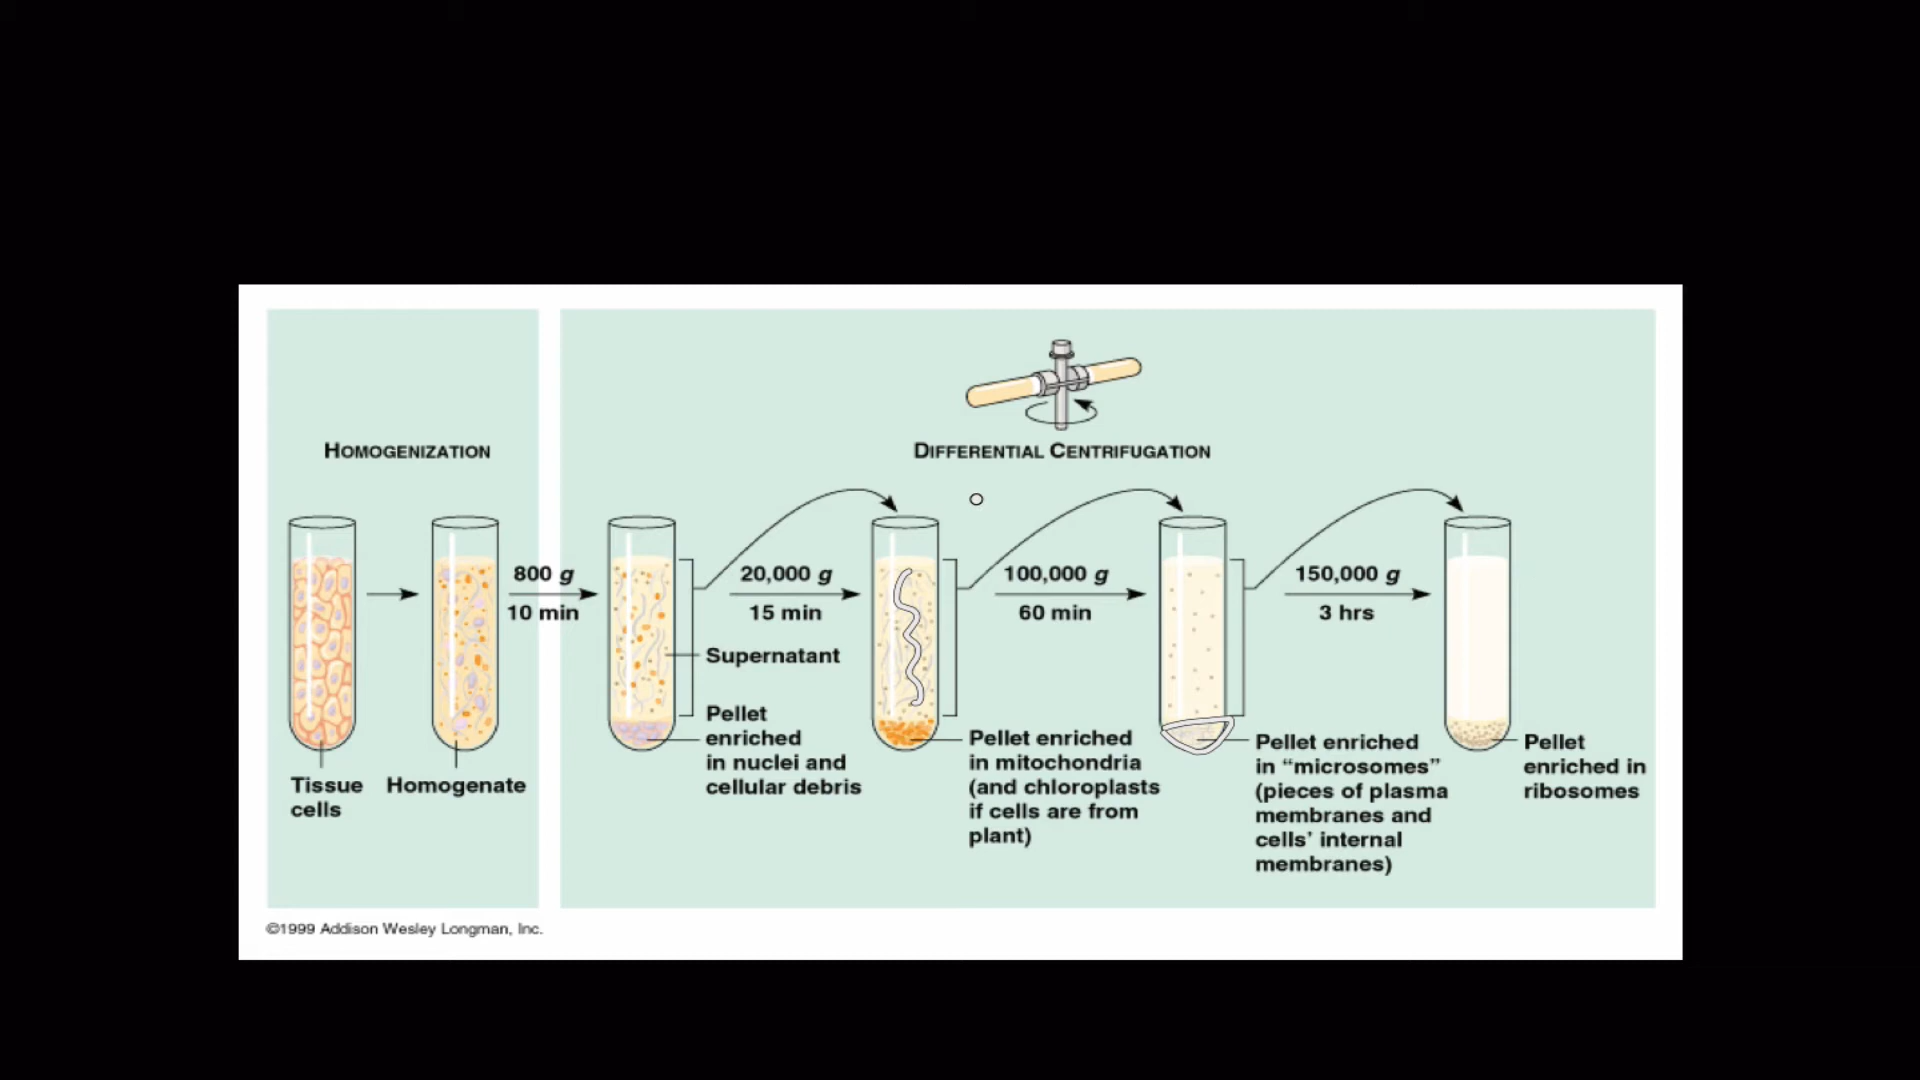 HOMOGENIZATION
DIFFERENTIAL CENTRIFUGATION
800 g
10 min
20,000 g
15 min
100,000 g
60 min
150,000 g
3 hrs
Supernatant
Tissue
cells
Homogenate
Pellet
enriched
in nuclei and
cellular debris
Pellet enriched
in mitochondria
(and chloroplasts
if cells are from
plant)
Pellet enriched
in “microsomes”
(pieces of plasma
membranes and
cells’ internal
membranes)
Pellet
enriched in
ribosomes
©1999 Addison Wesley Longman, Inc.